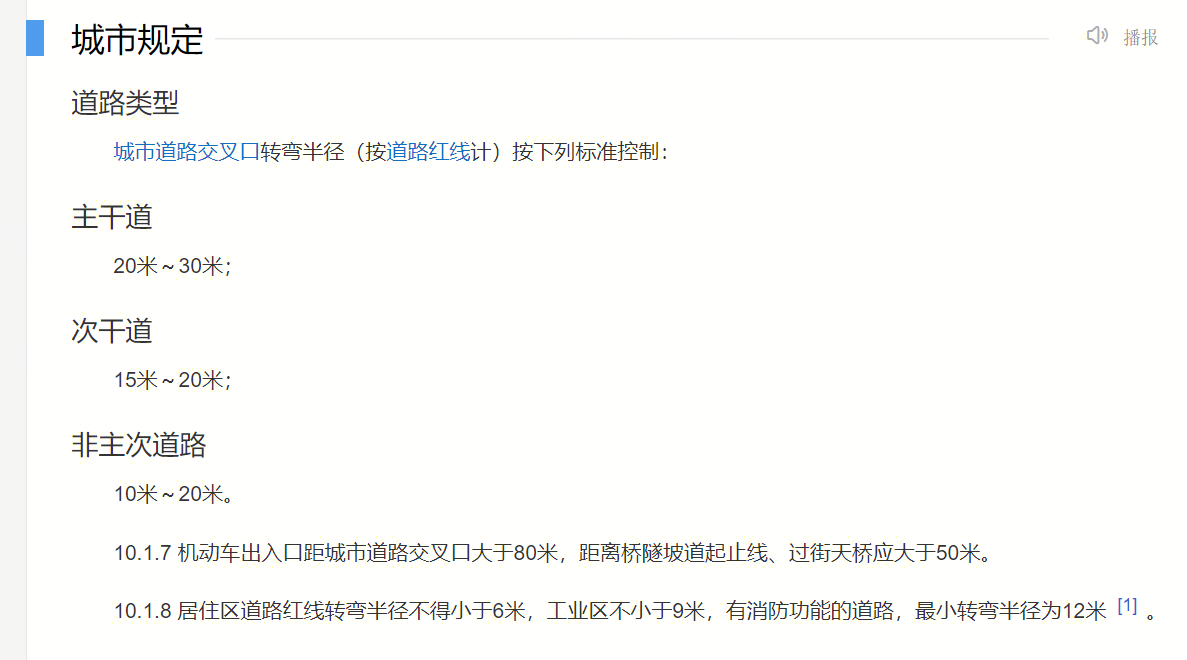 城市规定
播报
道路类型
城市道路交叉口转弯半径（按道路红线计）按下列标准控制：
主干道
20米～30米；
次干道
15米～20米；
非主次道路
10米～20米。
10.1.7 机动车出入口距城市道路交叉口大于80米，距离桥隧坡道起止线、过街天桥应大于50米。
10.1.8 居住区道路红线转弯半径不得小于6米，工业区不小于9米，有消防功能的道路，最小转弯半径为12米 [1] 。